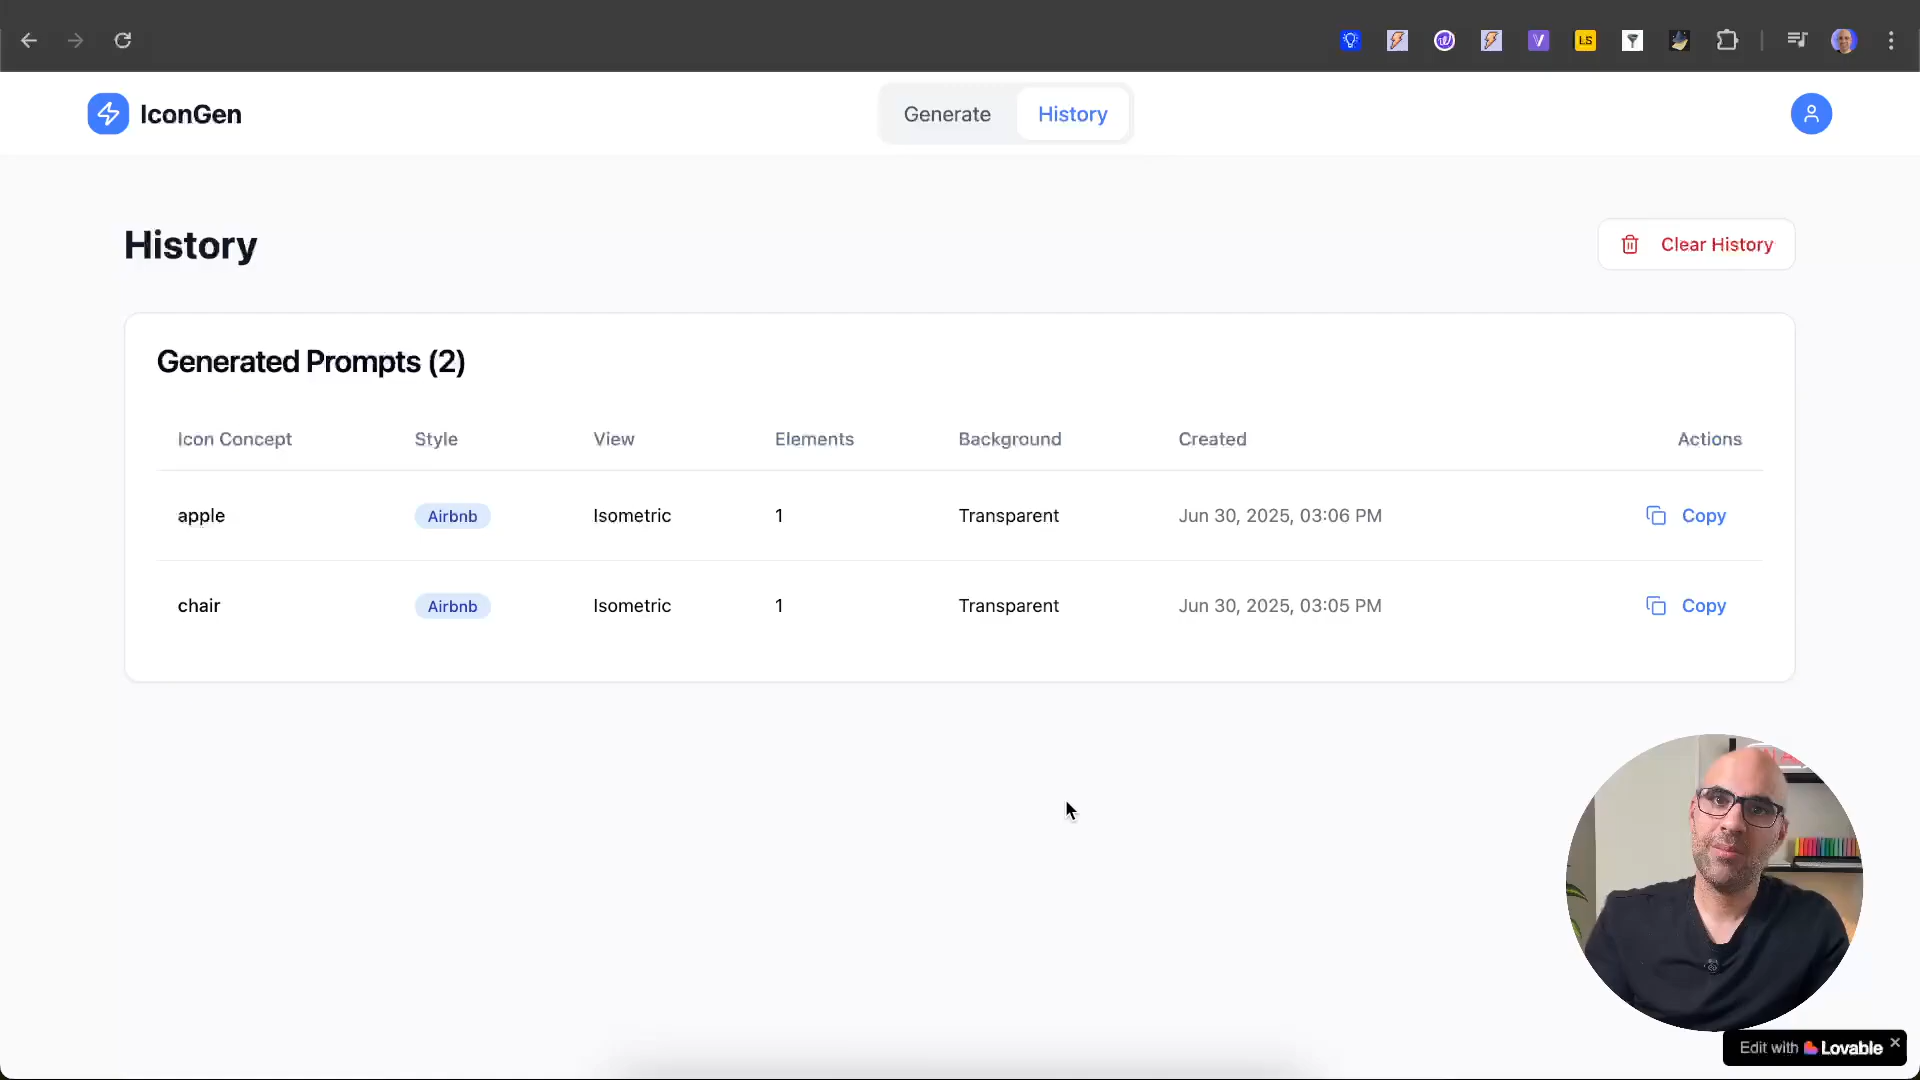 LS
IconGen
Generate
History
History
Clear History
Generated Prompts (2)
Icon Concept Style View Elements Background Created Actions
apple Airbnb Isometric 1 Transparent Jun 30, 2025, 03:06 PM Copy
chair Airbnb Isometric 1 Transparent Jun 30, 2025, 03:05 PM Copy
Edit with Lovable